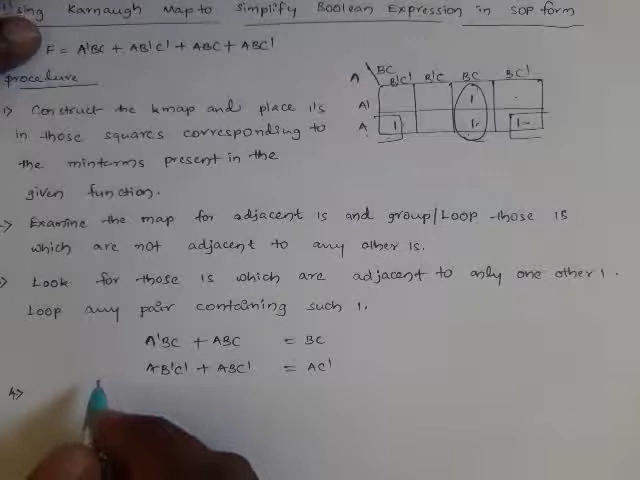 sing Karnaugh Map to simplify Boolean Expression in SOP form
F = A'BC + AB'C' + ABC + ABC'
procedure
A \ BC B'C' B'C BC BC'
A' 1
A 1 1 1
1) Construct the kmap and place 1's
in those squares corresponding to
the minterms present in the
given function.
> Examine the map for adjacent 1s and group/Loop those 1s
which are not adjacent to any other 1s.
> Look for those 1s which are adjacent to only one other 1.
Loop any pair containing such 1.
A'BC + ABC = BC
AB'C' + ABC' = AC'
4>